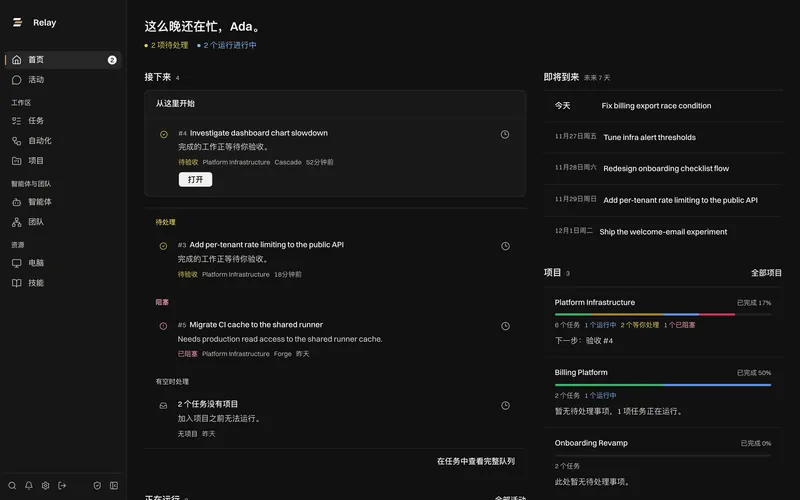 Relay
首页 2
活动
工作区
任务
自动化
项目
智能体与团队
智能体
团队
资源
电脑
技能
这么晚还在忙，Ada。
2 项待处理 2 个运行进行中
接下来 4
从这里开始
#4 Investigate dashboard chart slowdown
完成的工作正等待你验收。
待验收 Platform Infrastructure Cascade 52分钟前
打开
待处理
#3 Add per-tenant rate limiting to the public API
完成的工作正等待你验收。
待验收 Platform Infrastructure 18分钟前
阻塞
#5 Migrate CI cache to the shared runner
Needs production read access to the shared runner cache.
已阻塞 Platform Infrastructure Forge 昨天
有空时处理
2 个任务没有项目
加入项目之前无法运行。
无项目 昨天
在任务中查看完整队列
正在运行
全部活动
即将到来 未来 7 天
今天 Fix billing export race condition
11月27日周五 Tune infra alert thresholds
11月28日周六 Redesign onboarding checklist flow
11月29日周日 Add per-tenant rate limiting to the public API
12月1日周二 Ship the welcome-email experiment
项目 3 全部项目
Platform Infrastructure 已完成 17%
6 个任务 1 个运行中 2 个等你处理 1 个已阻塞
下一步：验收 #4
Billing Platform 已完成 50%
2 个任务 1 个运行中
暂无待处理事项，1 项任务正在运行。
Onboarding Revamp 已完成 0%
2 个任务
此处暂无待处理事项。